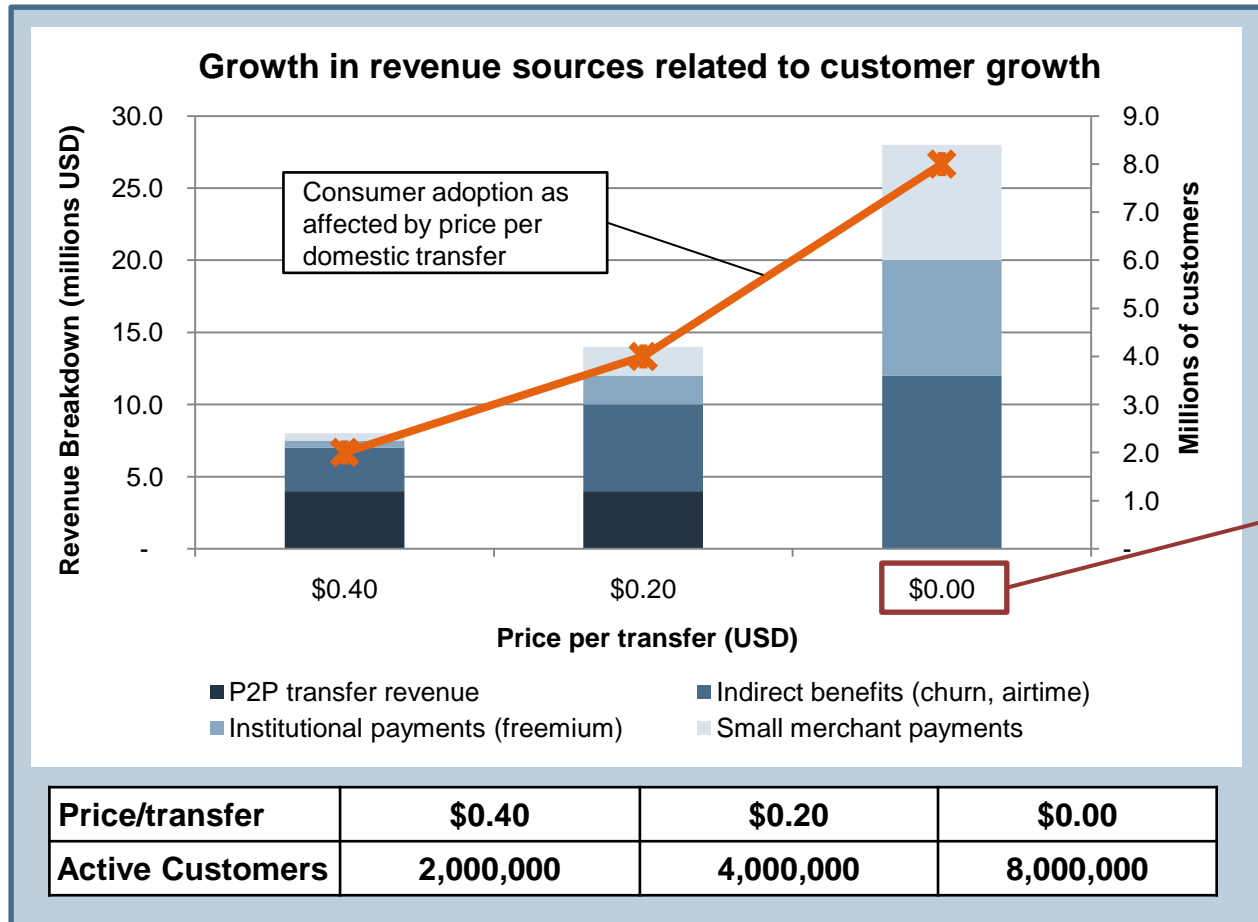 Growth in revenue sources related to customer growth
Revenue Breakdown (millions USD)
30.0
25.0
20.0
15.0
10.0
5.0
-
Consumer adoption as
affected by price per
domestic transfer
9.0
8.0
7.0
6.0
5.0
4.0
3.0
2.0
1.0
-
Millions of customers
$0.40 $0.20 $0.00
Price per transfer (USD)
P2P transfer revenue Indirect benefits (churn, airtime)
Institutional payments (freemium) Small merchant payments
Price/transfer $0.40 $0.20 $0.00
Active Customers 2,000,000 4,000,000 8,000,000